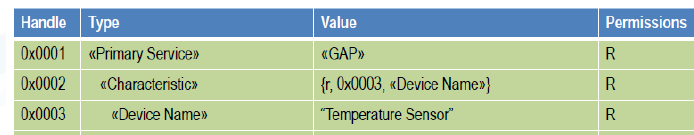 Handle Type Value Permissions
0x0001 «Primary Service» «GAP» R
0x0002 «Characteristic» {r, 0x0003, «Device Name»} R
0x0003 «Device Name» “Temperature Sensor” R